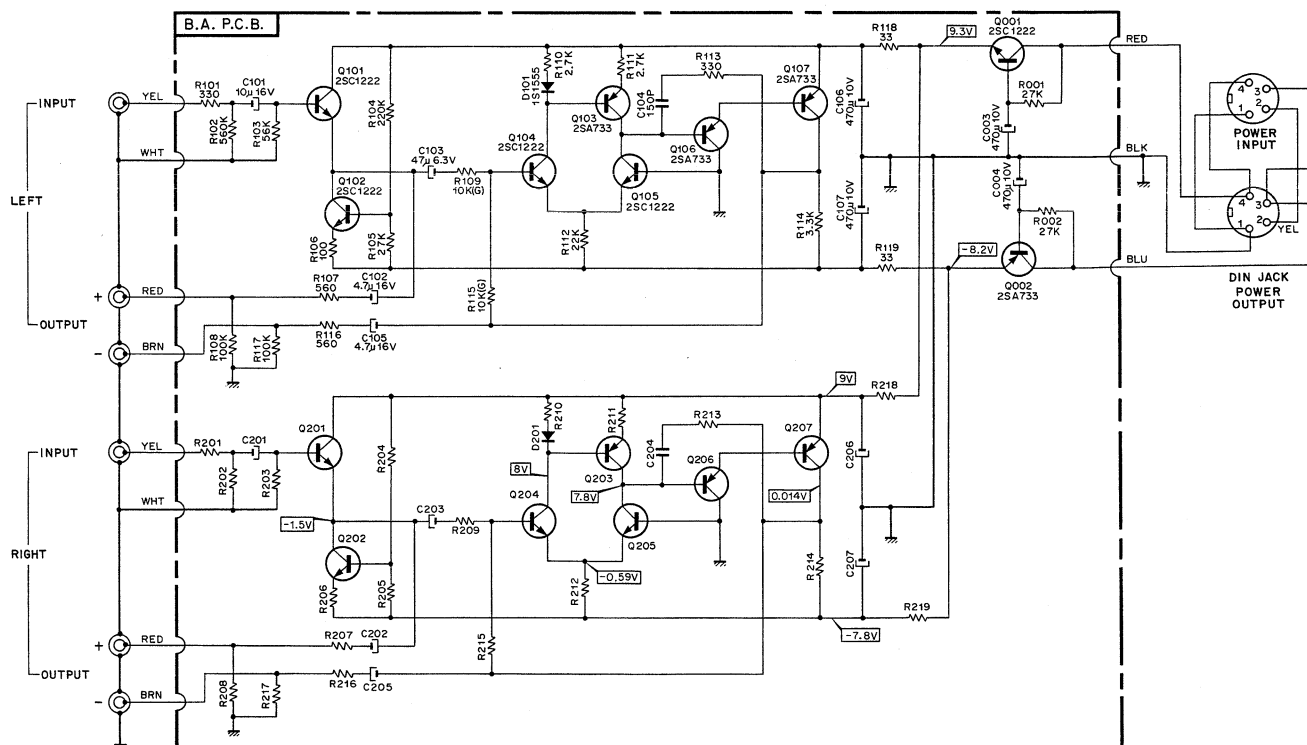 B.A. P.C.B.
INPUT
LEFT
OUTPUT
+
-
YEL
WHT
RED
BRN
R101
330
C101
10µ16V
R102
560K
R103
56K
Q101
2SC1222
R104
220K
Q102
2SC1222
R105
27K
R106
100
R107
560
C102
4.7µ16V
R108
100K
R117
100K
R116
560
C105
4.7µ16V
C103
47µ6.3V
R109
10K(G)
R115
10K(G)
Q104
2SC1222
D101
1S1555
R110
2.7K
R111
2.7K
Q103
2SA733
C104
150P
R113
330
Q105
2SC1222
R112
22K
Q106
2SA733
Q107
2SA733
R114
3.3K
C106
470µ10V
C107
470µ10V
R118
33
R119
33
9.3V
-8.2V
Q001
2SC1222
R001
27K
C003
470µ10V
C004
470µ10V
R002
27K
Q002
2SA733
RED
BLK
BLU
4
3
1
2
POWER
INPUT
4
3
1
2
YEL
DIN JACK
POWER
OUTPUT
INPUT
RIGHT
OUTPUT
+
-
YEL
WHT
RED
BRN
R201
C201
R202
R203
Q201
R204
-1.5V
Q202
R205
R206
R207
C202
R208
R217
R216
C205
C203
R209
R215
Q204
8V
D201
R210
R211
Q203
7.8V
C204
R213
Q205
-0.59V
R212
Q206
Q207
0.014V
R214
9V
R218
C206
C207
R219
-7.8V